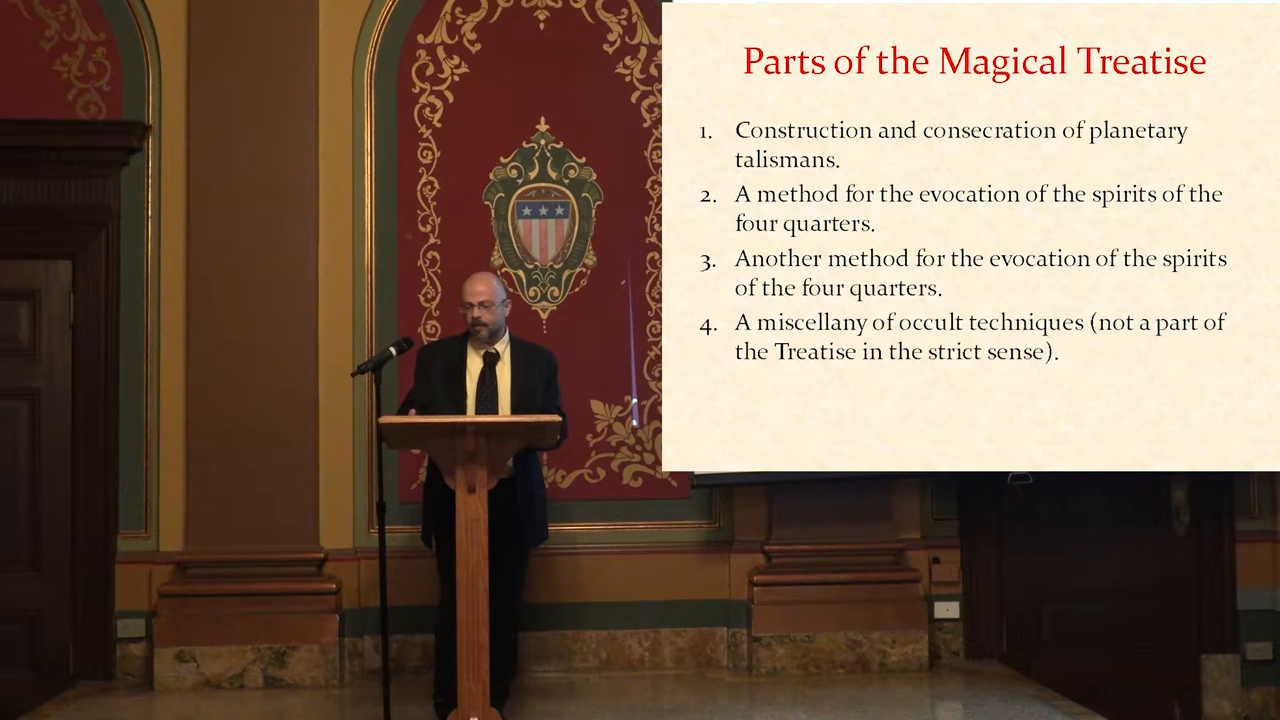 Parts of the Magical Treatise
1. Construction and consecration of planetary
talismans.
2. A method for the evocation of the spirits of the
four quarters.
3. Another method for the evocation of the spirits
of the four quarters.
4. A miscellany of occult techniques (not a part of
the Treatise in the strict sense).